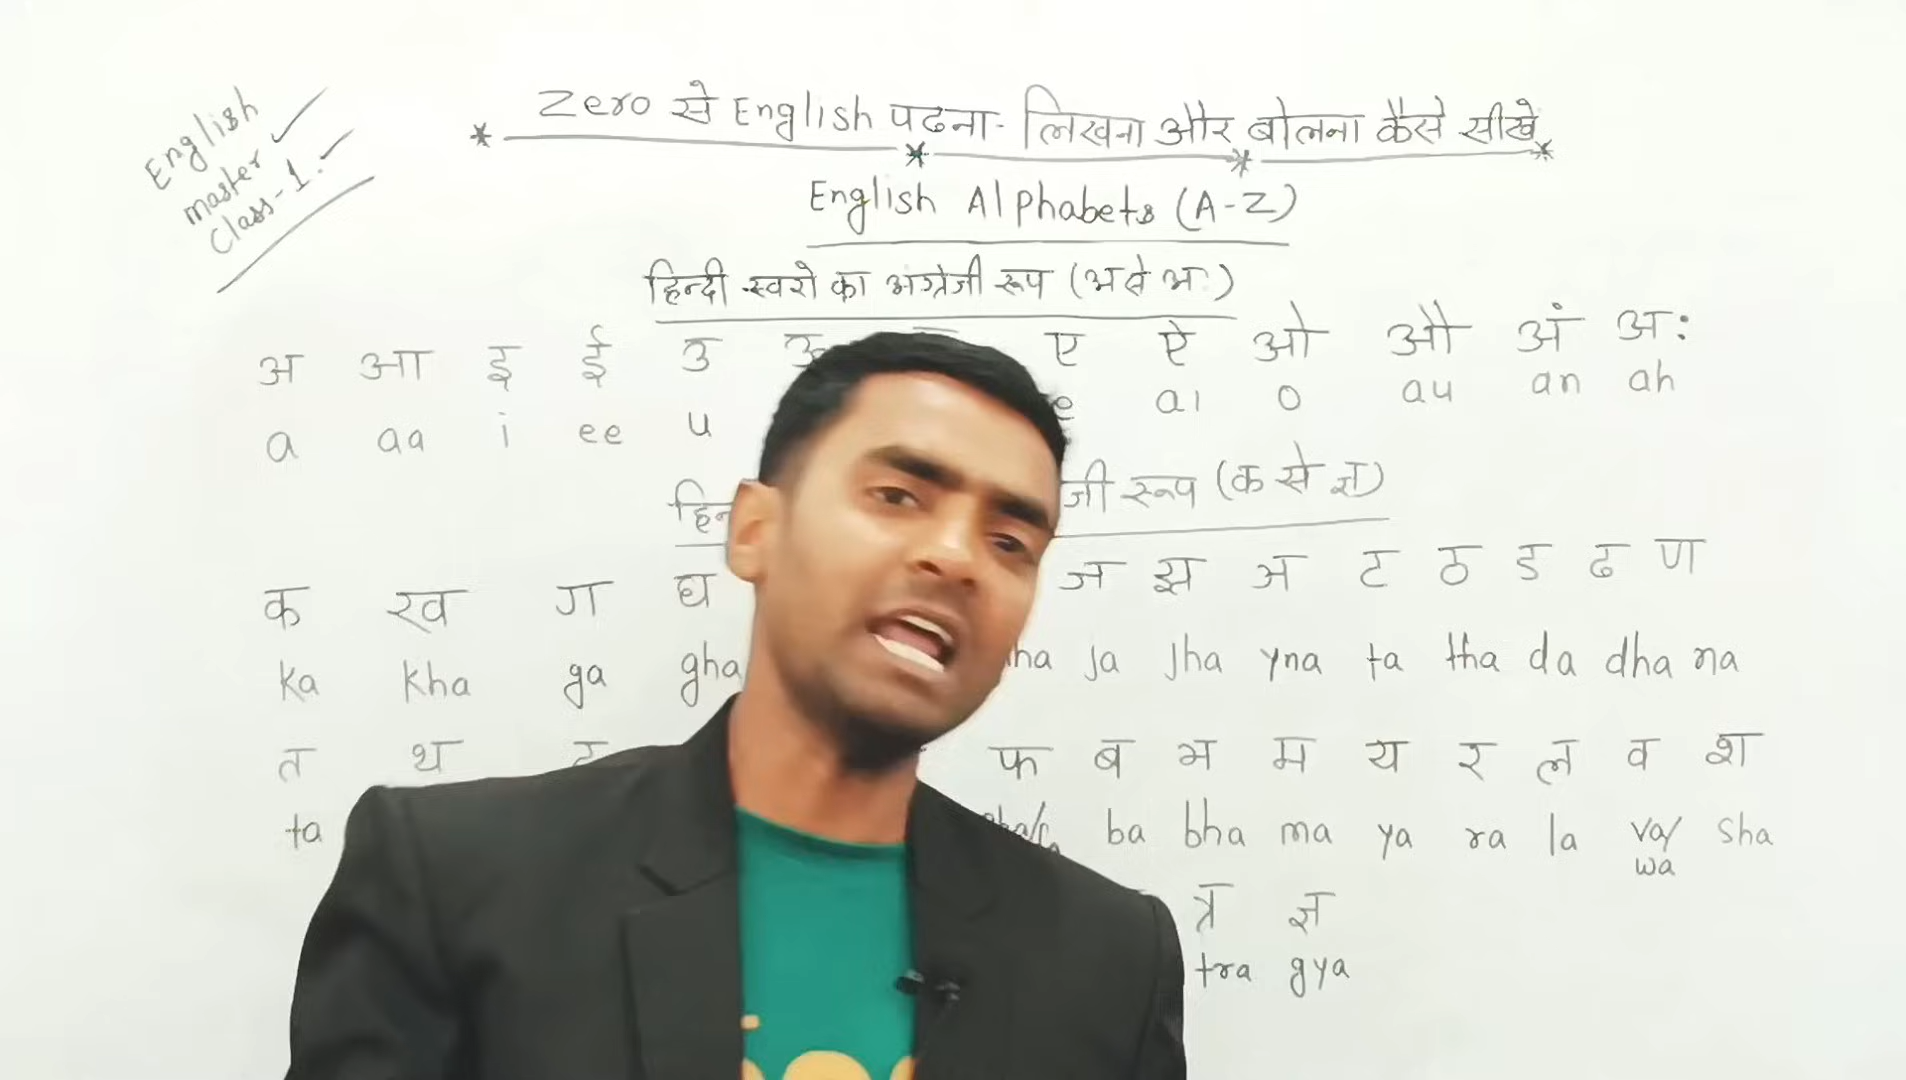 English
master
Class-1.
Zero से English पढना- लिखना और बोलना कैसे सीखे
English Alphabets (A-Z)
हिन्दी स्वरो का अंग्रेजी रूप (अ से अः)
अ आ इ ई उ ए ऐ ओ औ अं अः
a aa i ee u e ai o au an ah
जी रूप (क से ज्ञ)
क ख ग घ ज झ ञ ट ठ ड ढ ण
ka kha ga gha ja jha yna ta tha da dha na
त थ फ ब भ म य र ल व श
ta ba bha ma ya ra la va/ sha
wa
त्र ज्ञ
tra gya